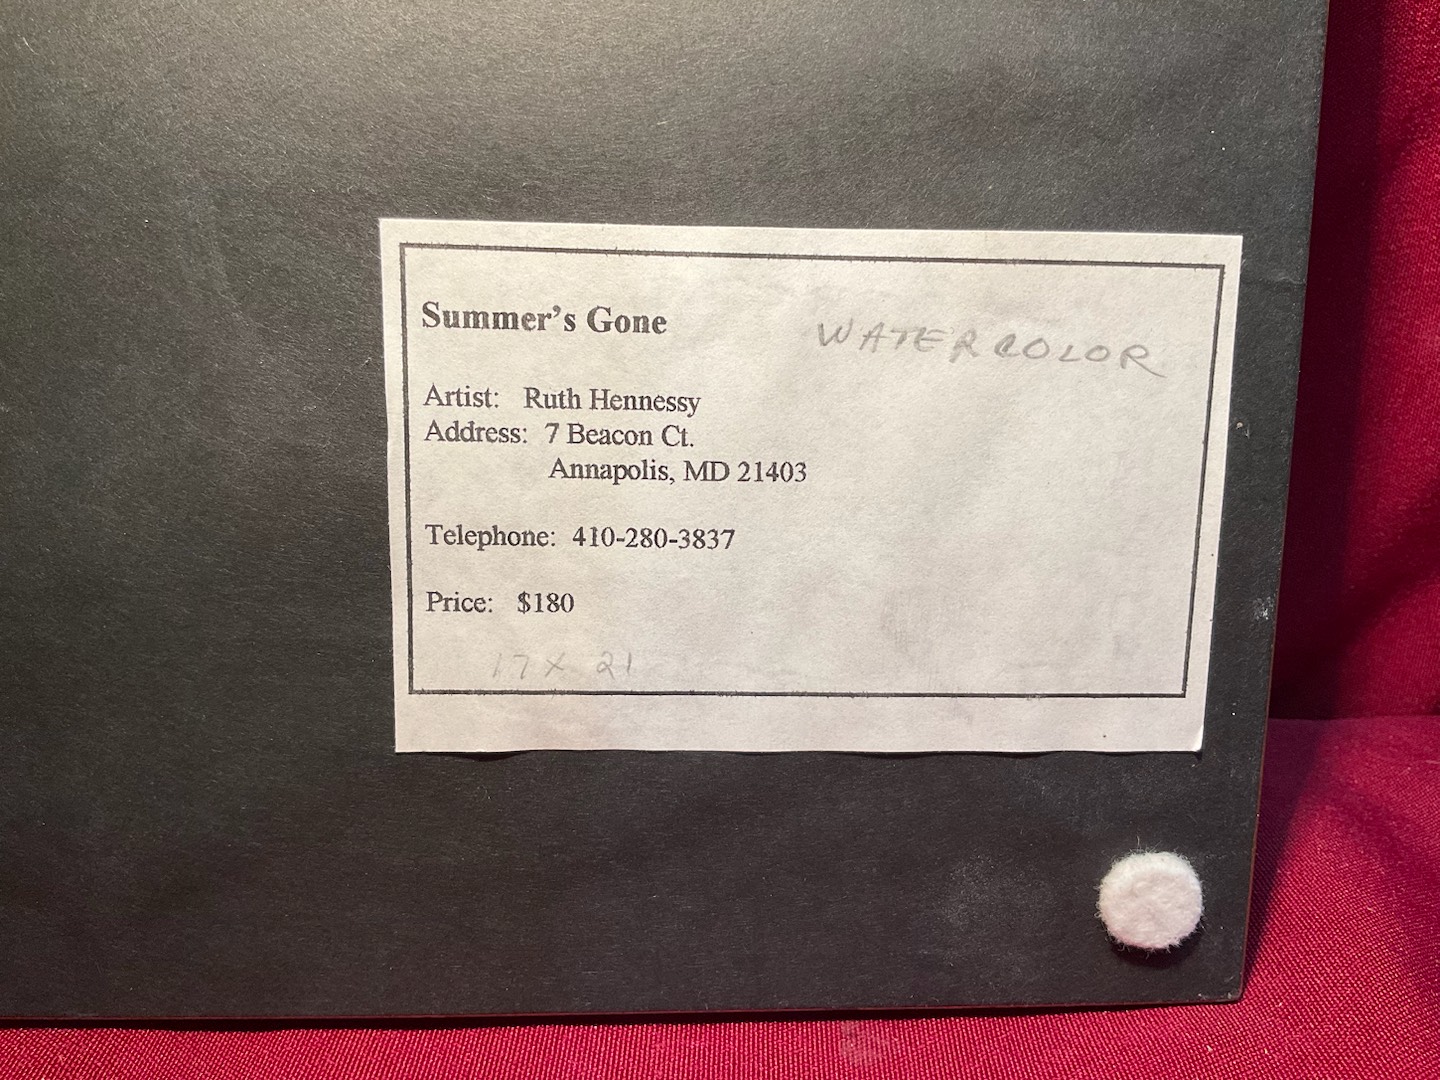 Summer's Gone
WATERCOLOR
Artist: Ruth Hennessy
Address: 7 Beacon Ct.
Annapolis, MD 21403
Telephone: 410-280-3837
Price: $180
17 X 21